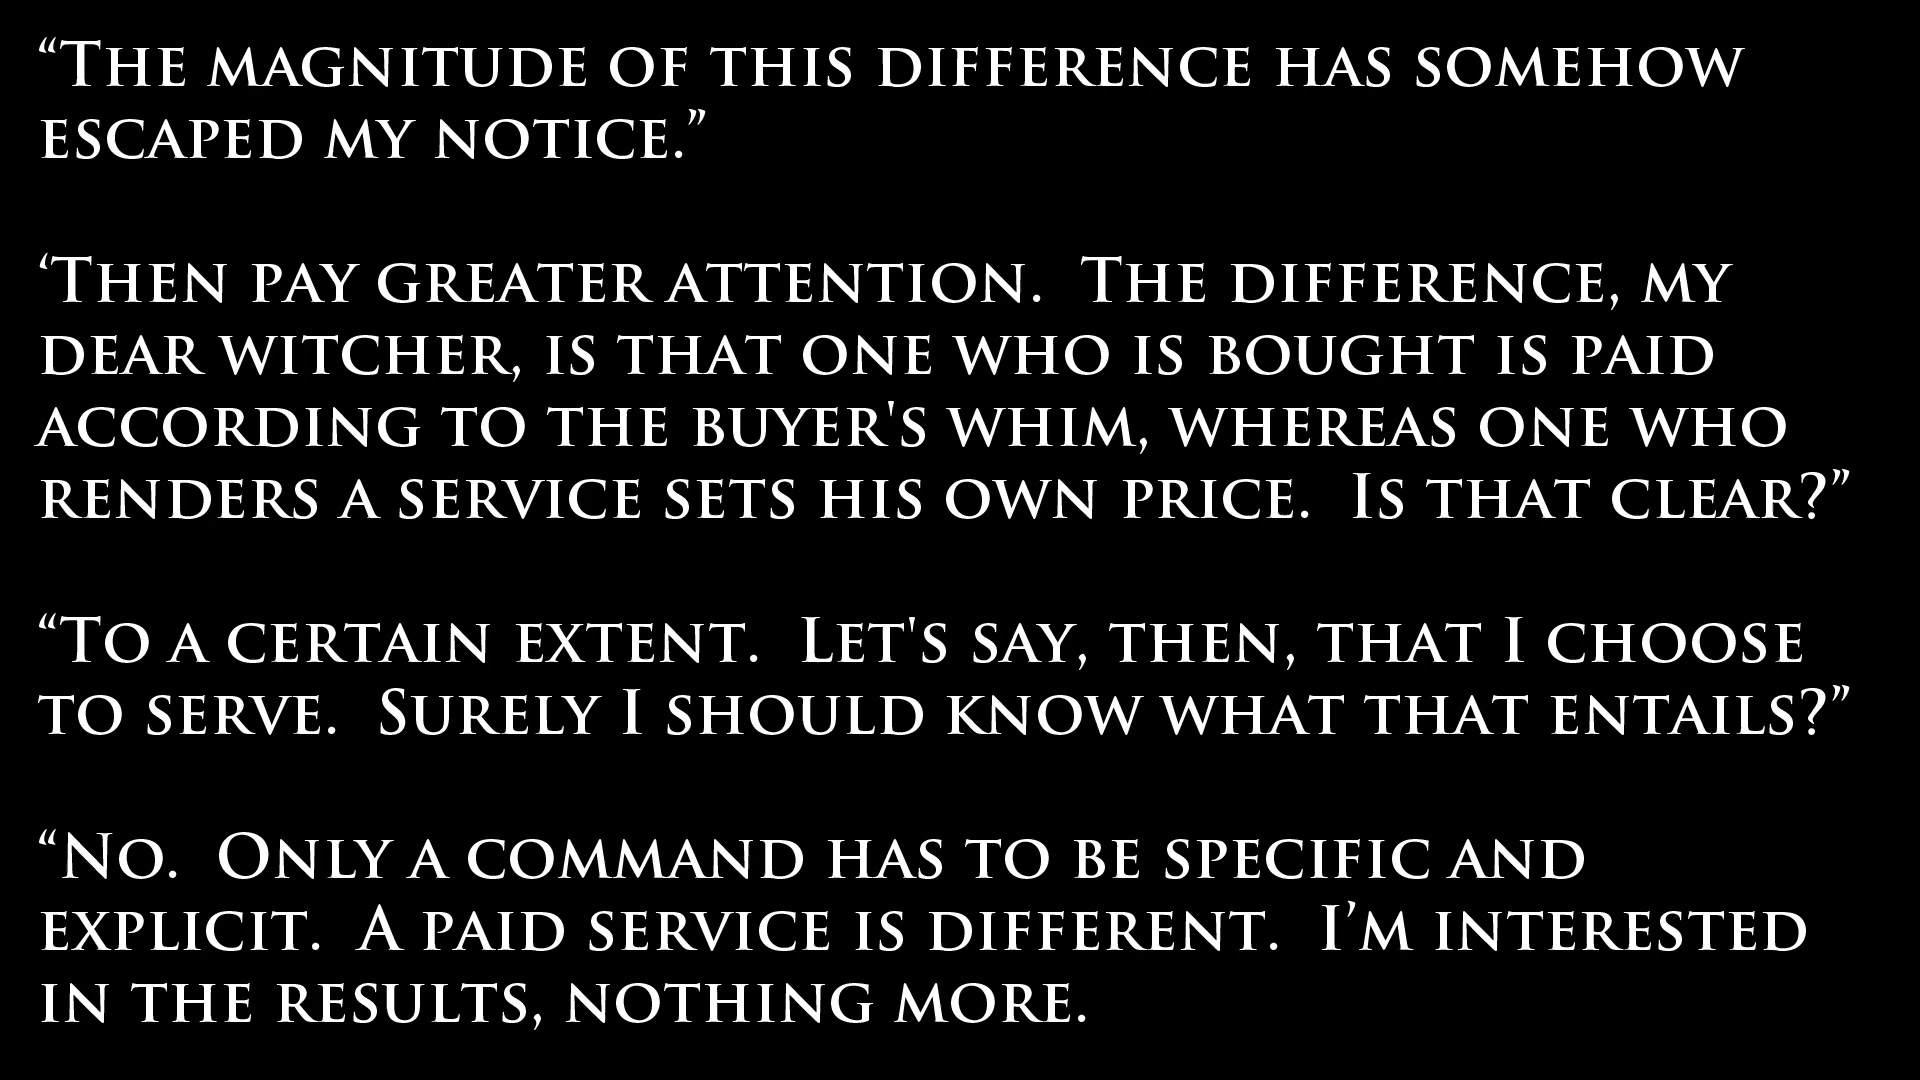 “The magnitude of this difference has somehow
escaped my notice.”
‘Then pay greater attention.  The difference, my
dear witcher, is that one who is bought is paid
according to the buyer's whim, whereas one who
renders a service sets his own price.  Is that clear?”
“To a certain extent.  Let's say, then, that I choose
to serve.  Surely I should know what that entails?”
“No.  Only a command has to be specific and
explicit.  A paid service is different.  I’m interested
in the results, nothing more.